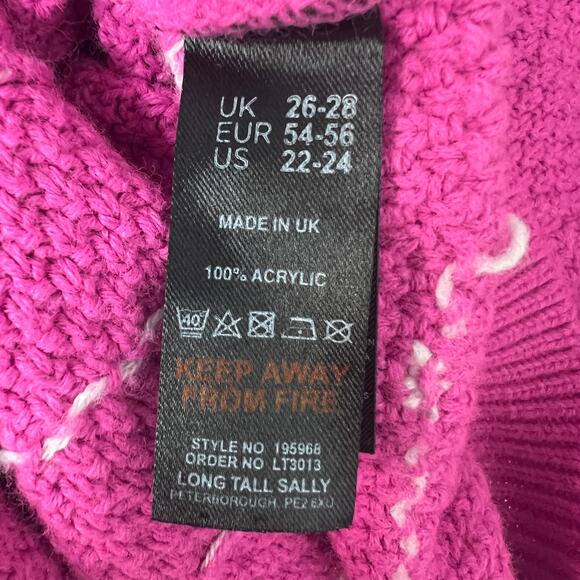 UK 26-28
EUR 54-56
US 22-24
MADE IN UK
100% ACRYLIC
40
KEEP AWAY
FROM FIRE
STYLE NO 195968
ORDER NO LT3013
LONG TALL SALLY
PETERBOROUGH, PE2 6XU